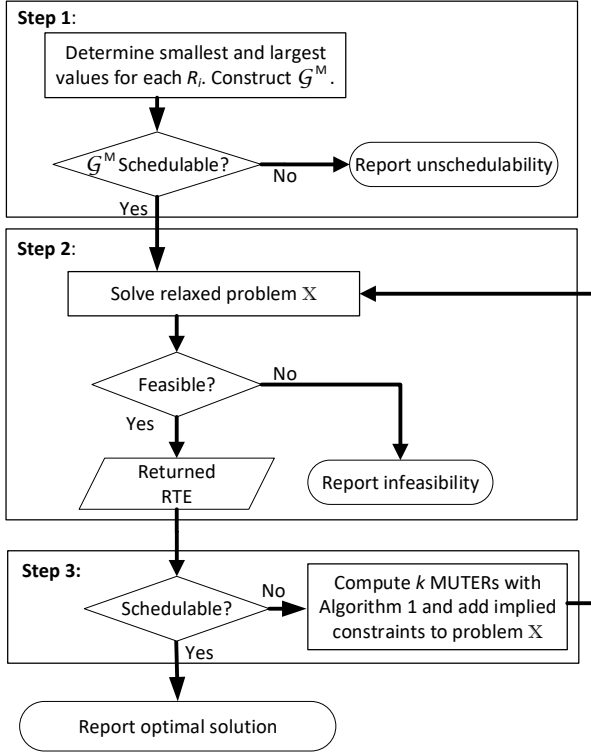 Step 1:
Determine smallest and largest
values for each Rᵢ. Construct 𝒢ᴹ.
𝒢ᴹ Schedulable?
No
Report unschedulability
Yes
Step 2:
Solve relaxed problem X
Feasible?
No
Yes
Returned
RTE
Report infeasibility
Step 3:
Schedulable?
No
Compute k MUTERs with
Algorithm 1 and add implied
constraints to problem X
Yes
Report optimal solution